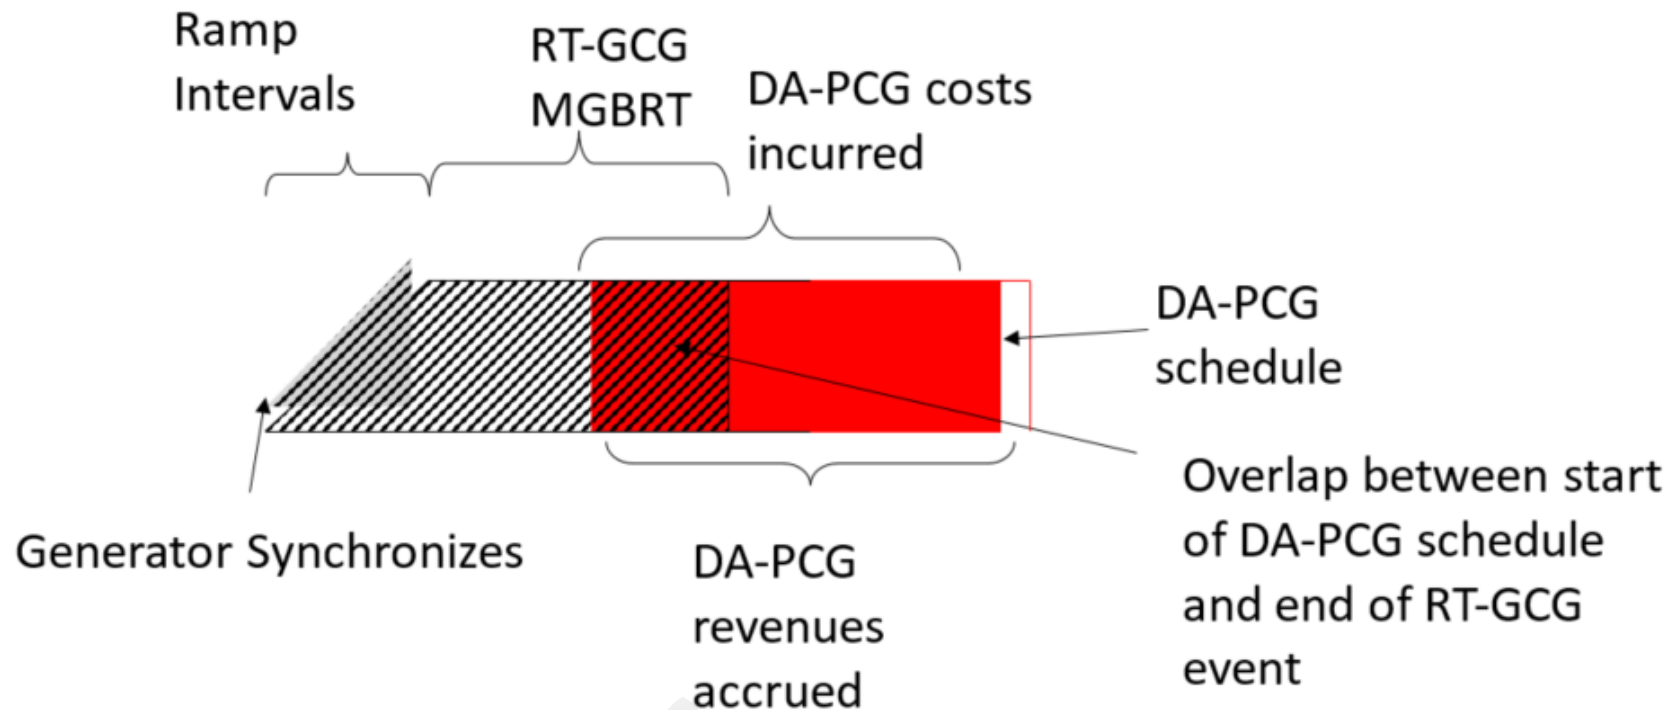 Ramp
Intervals
RT-GCG
MGBRT
DA-PCG costs
incurred
DA-PCG
schedule
Generator Synchronizes
DA-PCG
revenues
accrued
Overlap between start
of DA-PCG schedule
and end of RT-GCG
event